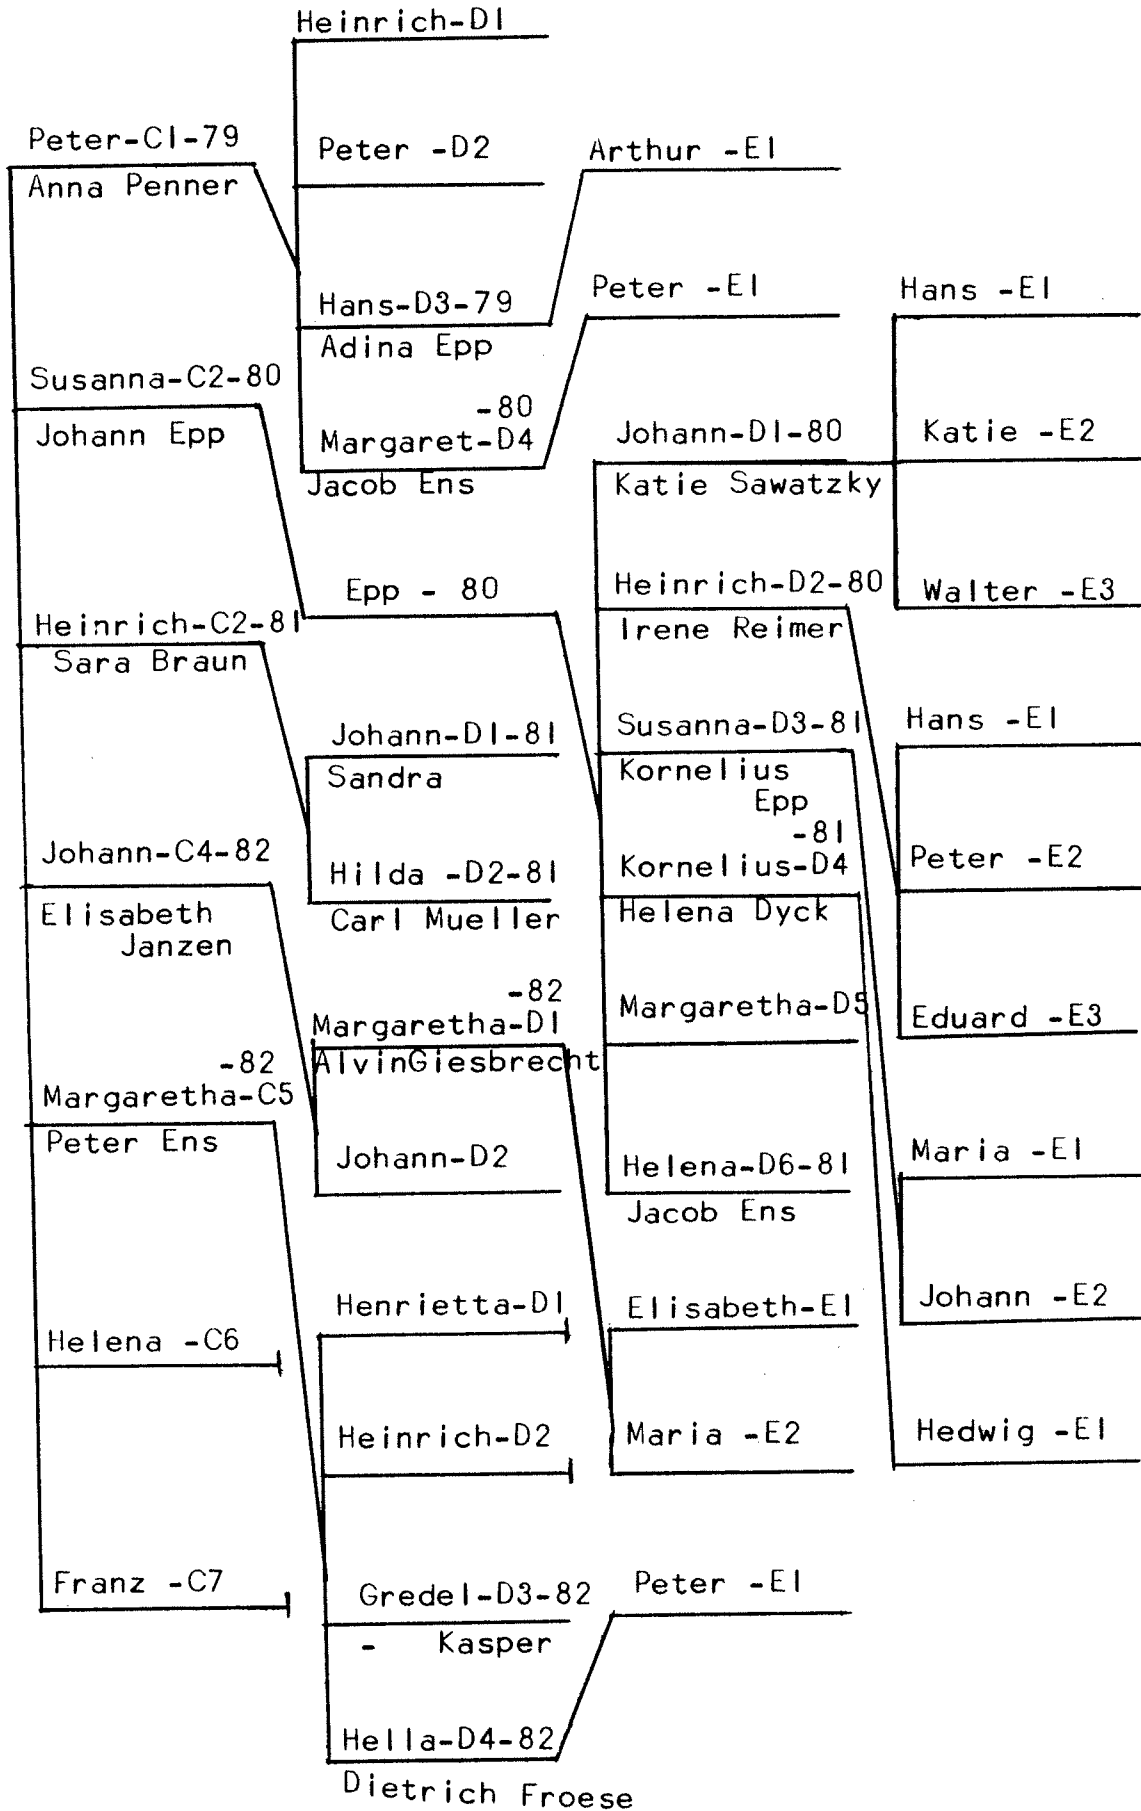 Heinrich-D1
Peter-C1-79
Anna Penner
Peter -D2
Arthur -E1
Hans-D3-79
Adina Epp
Peter -E1
Hans -E1
Susanna-C2-80
Johann Epp
-80
Margaret-D4
Jacob Ens
Johann-D1-80
Katie Sawatzky
Katie -E2
Epp - 80
Heinrich-D2-80
Irene Reimer
Walter -E3
Heinrich-C2-81
Sara Braun
Johann-D1-81
Sandra
Susanna-D3-81
Kornelius
Epp
Hans -E1
Johann-C4-82
Elisabeth
Janzen
Hilda -D2-81
Carl Mueller
-81
Kornelius-D4
Helena Dyck
Peter -E2
-82
Margaretha-D1
AlvinGiesbrecht
Margaretha-D5
Eduard -E3
-82
Margaretha-C5
Peter Ens
Johann-D2
Helena-D6-81
Jacob Ens
Maria -E1
Henrietta-D1
Elisabeth-E1
Johann -E2
Helena -C6
Heinrich-D2
Maria -E2
Hedwig -E1
Franz -C7
Gredel-D3-82
- Kasper
Peter -E1
Hella-D4-82
Dietrich Froese